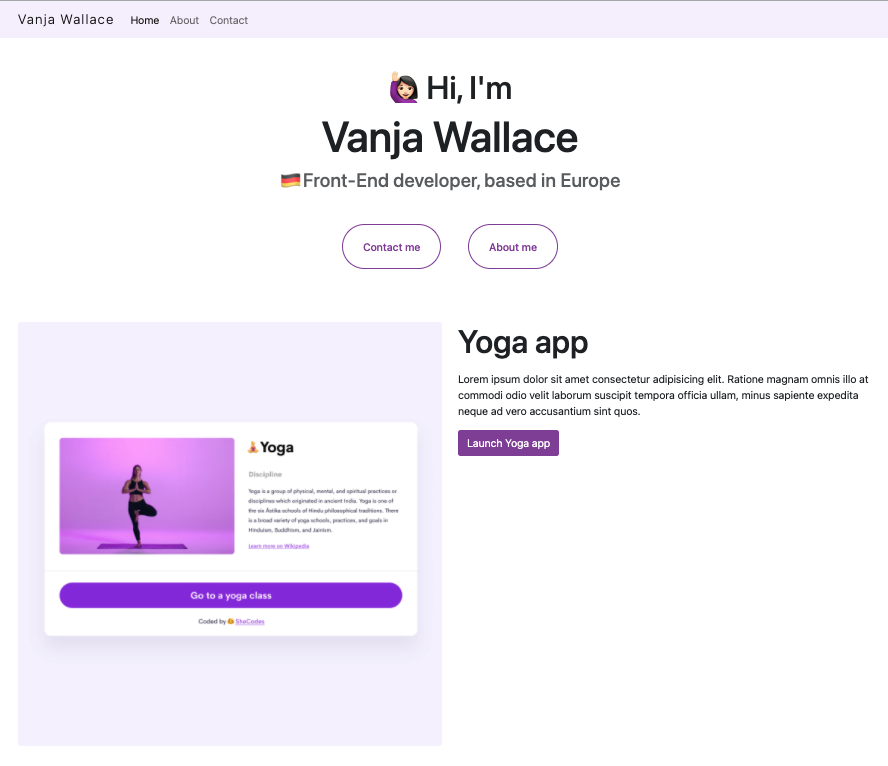 Vanja Wallace Home About Contact
🙋🏻‍♀️ Hi, I'm
Vanja Wallace
🇩🇪Front-End developer, based in Europe
Contact me
About me
Yoga app
Lorem ipsum dolor sit amet consectetur adipisicing elit. Ratione magnam omnis illo at
commodi odio velit laborum suscipit tempora officia ullam, minus sapiente expedita
neque ad vero accusantium sint quos.
Launch Yoga app
🧘🏼‍♀️Yoga
Discipline
Yoga is a group of physical, mental, and spiritual practices or
disciplines which originated in ancient India. Yoga is one of
the six Āstika schools of Hindu philosophical traditions. There
is a broad variety of yoga schools, practices, and goals in
Hinduism, Buddhism, and Jainism.
Learn more on Wikipedia
Go to a yoga class
Coded by SheCodes